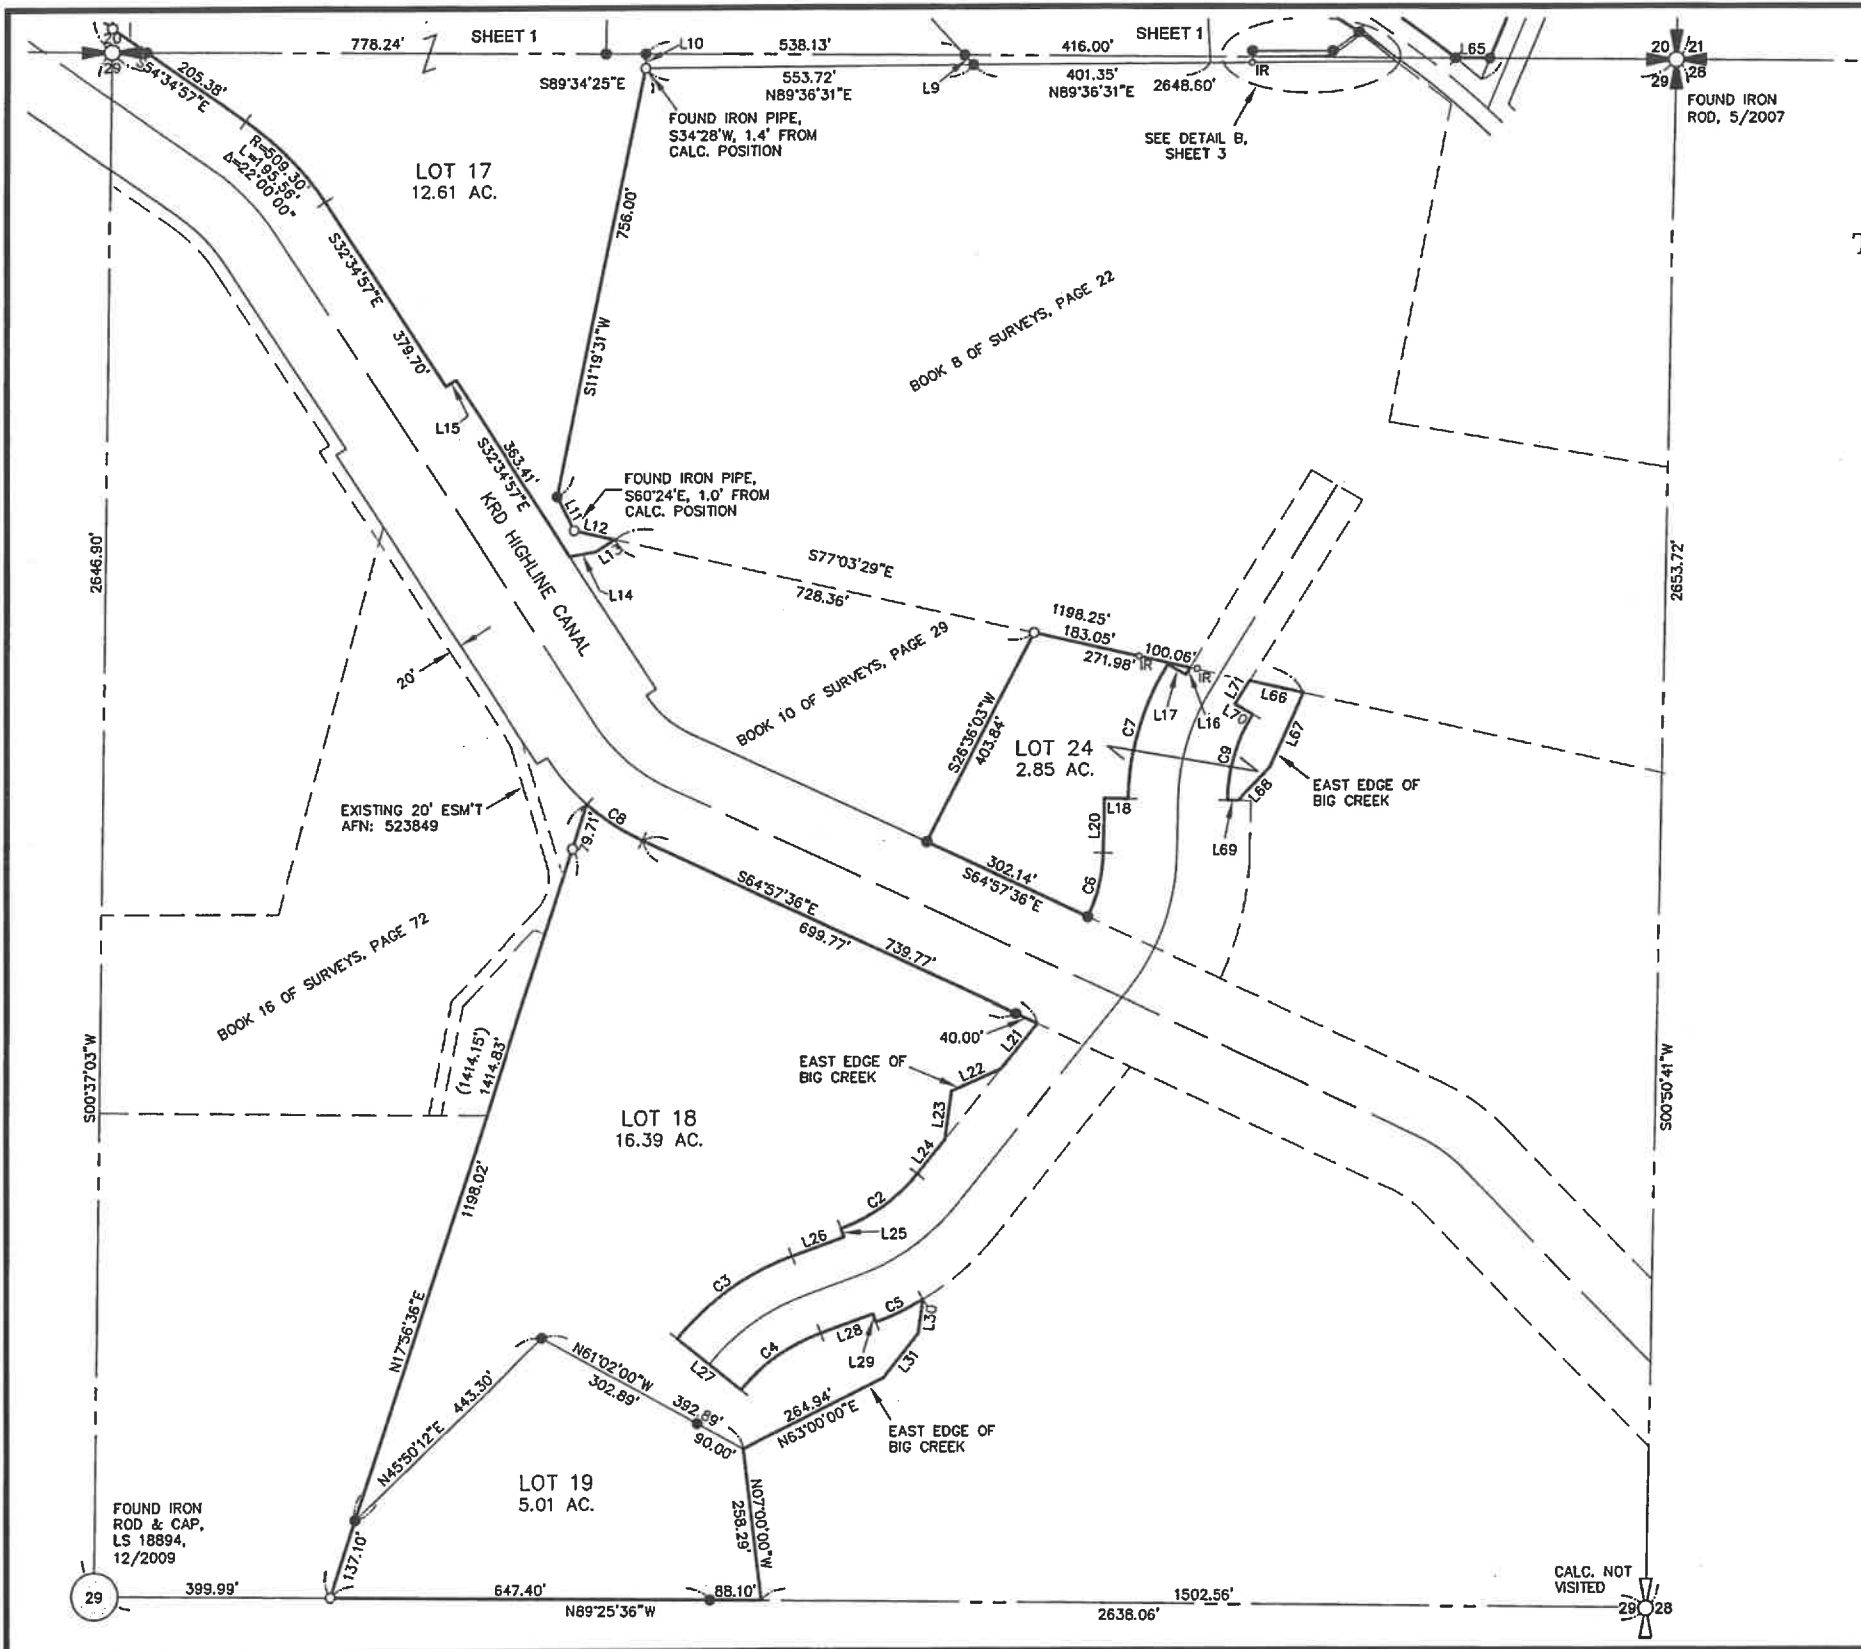 SHEET 1
SHEET 1
20
29
778.24'
L10
538.13'
416.00'
L65
20
21
29
28
S89°34'25"E
553.72'
N89°36'31"E
L9
401.35'
N89°36'31"E
2648.60'
IR
FOUND IRON
ROD, 5/2007
205.38'
S54°34'57"E
FOUND IRON PIPE,
S34°28'W, 1.4' FROM
CALC. POSITION
SEE DETAIL B,
SHEET 3
R=509.30'
L=195.56'
Δ=22°00'00"
LOT 17
12.61 AC.
756.00'
S11°19'31"W
S32°34'57"E
379.70'
L15
363.41'
S32°34'57"E
BOOK 8 OF SURVEYS, PAGE 22
FOUND IRON PIPE,
S60°24'E, 1.0' FROM
CALC. POSITION
L11
L12
L13
L14
KRD HIGHLINE CANAL
2646.90'
2653.72'
S77°03'29"E
728.36'
1198.25'
183.05'
271.98'
100.06'
IR
IR
BOOK 10 OF SURVEYS, PAGE 29
20'
S26°36'03"W
403.84'
LOT 24
2.85 AC.
C7
L17
L16
L71
L66
L70
L67
C9
L68
L69
L18
L20
C6
EAST EDGE OF
BIG CREEK
EXISTING 20' ESM'T
AFN: 523849
79.71'
C8
302.14'
S64°57'36"E
S64°57'36"E
699.77'
739.77'
BOOK 16 OF SURVEYS, PAGE 72
40.00'
L21
EAST EDGE OF
BIG CREEK
L22
L23
L24
(1414.15')
1414.83'
S00°37'03"W
S00°50'41"W
LOT 18
16.39 AC.
1198.02'
C2
L25
L26
C3
C5
L30
L28
L29
C4
L31
L27
N17°56'36"E
N61°02'00"W
302.89'
392.89'
90.00'
264.94'
N63°00'00"E
EAST EDGE OF
BIG CREEK
N45°50'12"E
443.30'
LOT 19
5.01 AC.
N07°00'00"W
258.29'
FOUND IRON
ROD & CAP,
LS 18894,
12/2009
137.10'
CALC. NOT
VISITED
29
399.99'
647.40'
88.10'
N89°25'36"W
1502.56'
2638.06'
29
28